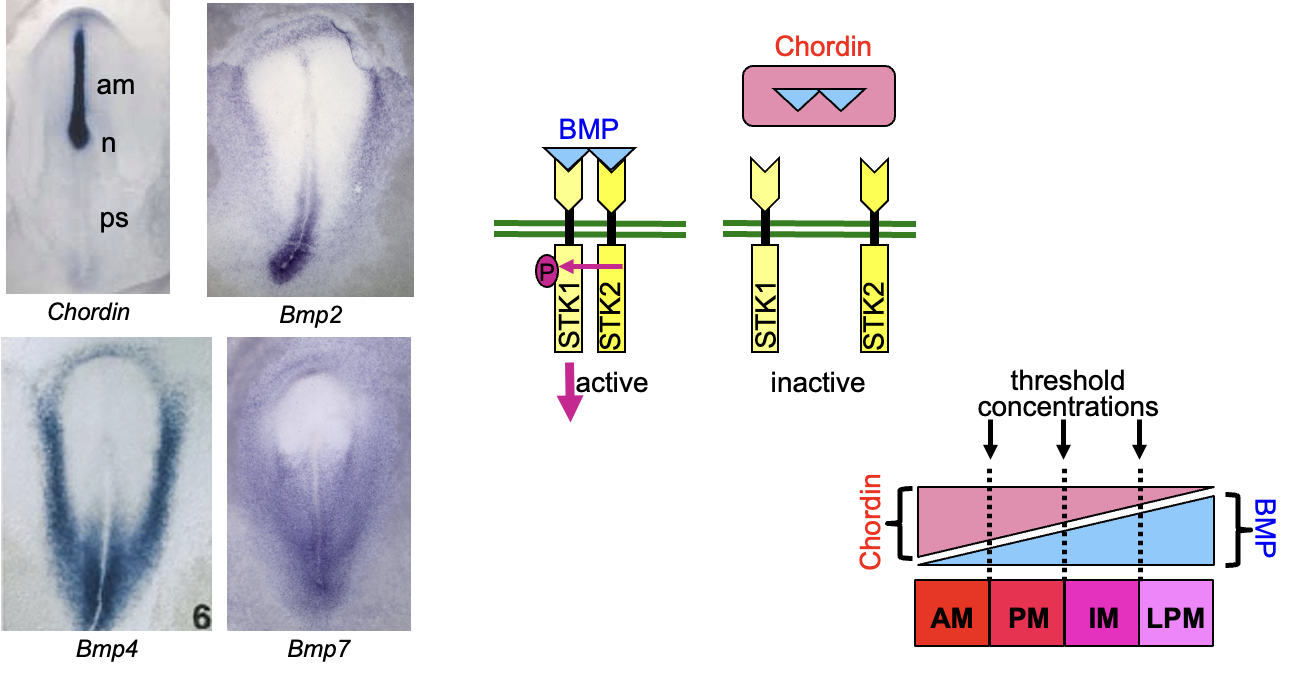 am
n
ps
Chordin
Bmp2
6
Bmp4
Bmp7
BMP
P
STK1
STK2
active
Chordin
STK1
STK2
inactive
threshold
concentrations
Chordin
BMP
AM
PM
IM
LPM